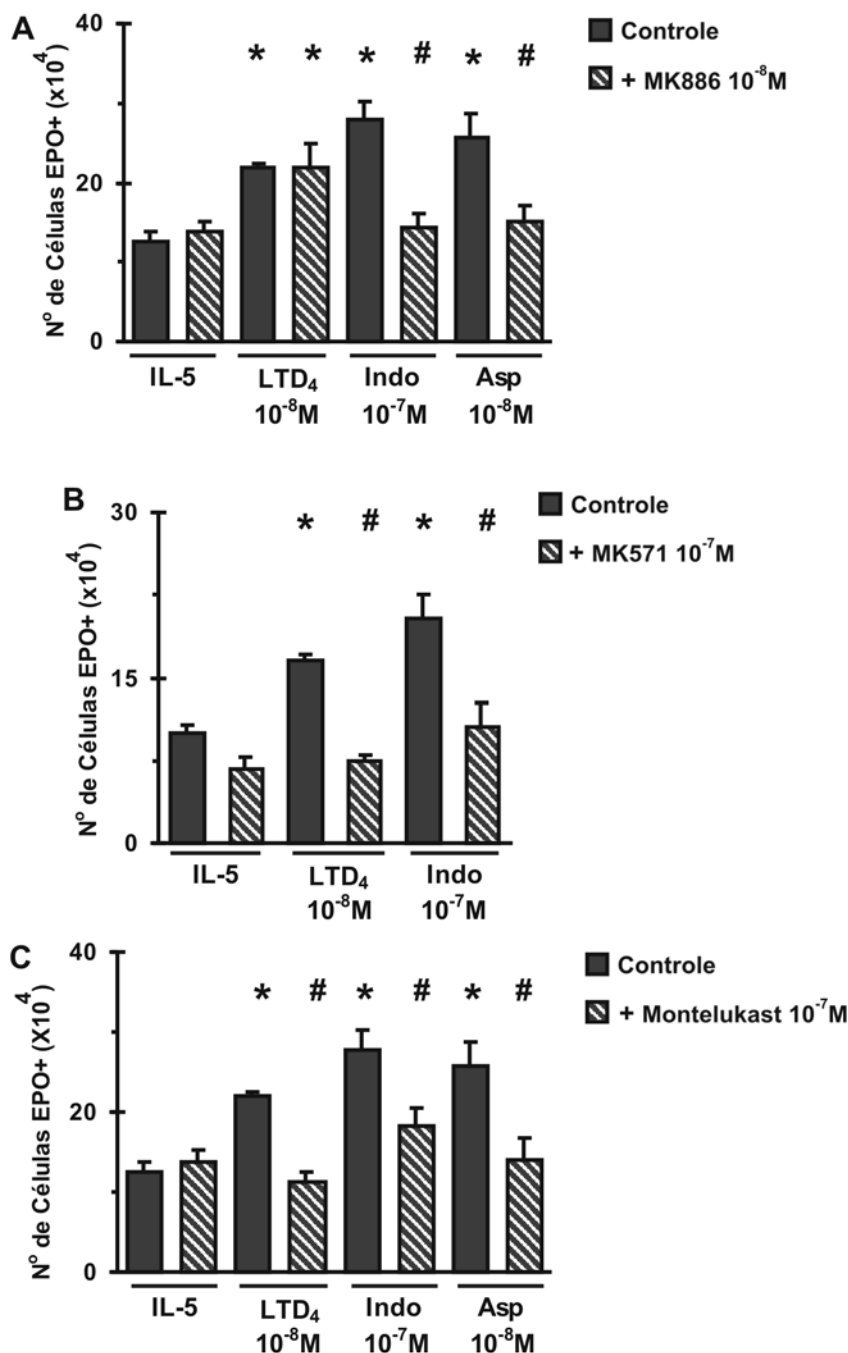 A
Nº de Células EPO+ (x10⁴)
40
20
0
* * * # * #
Controle
+ MK886 10⁻⁸M
IL-5 LTD₄ Indo Asp
10⁻⁸M 10⁻⁷M 10⁻⁸M
B
Nº de Células EPO+ (x10⁴)
30
15
0
* # * #
Controle
+ MK571 10⁻⁷M
IL-5 LTD₄ Indo
10⁻⁸M 10⁻⁷M
C
Nº de Células EPO+ (X10⁴)
40
20
0
* # * # * #
Controle
+ Montelukast 10⁻⁷M
IL-5 LTD₄ Indo Asp
10⁻⁸M 10⁻⁷M 10⁻⁸M